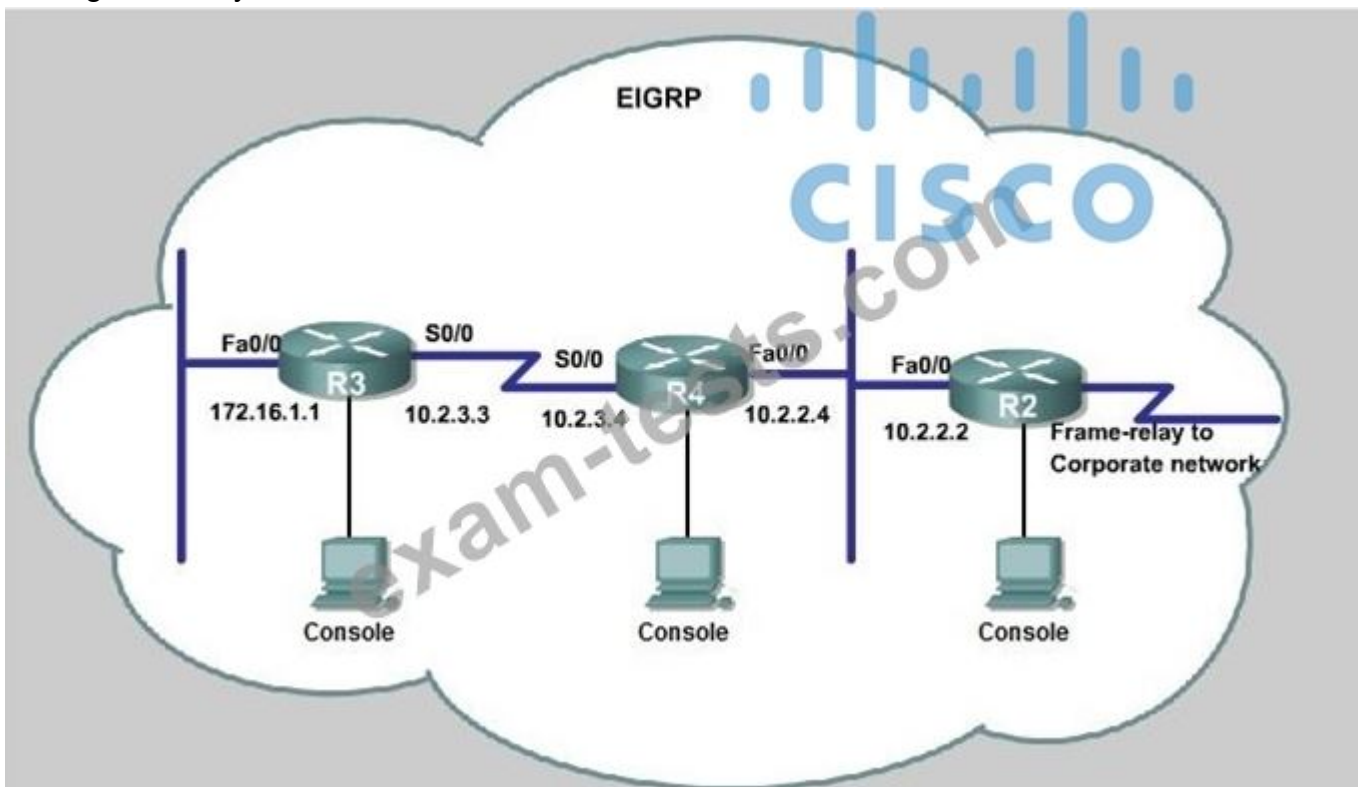 EIGRP
CISCO
Fa0/0
S0/0
S0/0
Fa0/0
Fa0/0
R3
R4
R2
172.16.1.1
10.2.3.3
10.2.3.4
10.2.2.4
10.2.2.2
Frame-relay to
Corporate network
exam-tests.com
Console
Console
Console